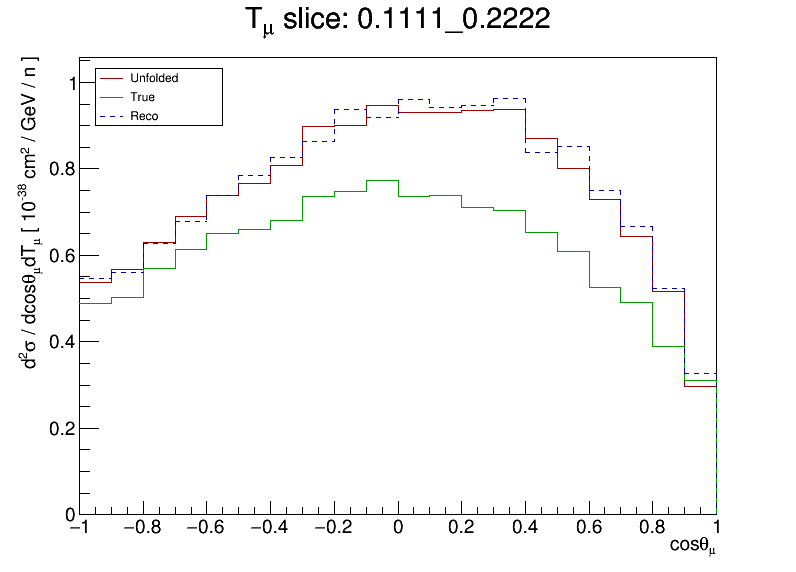 Tμ slice: 0.1111_0.2222
d²σ / dcosθμdTμ [ 10⁻³⁸ cm² / GeV / n ]
Unfolded
True
Reco
1
0.8
0.6
0.4
0.2
0
−1 −0.8 −0.6 −0.4 −0.2 0 0.2 0.4 0.6 0.8 1
cosθμ